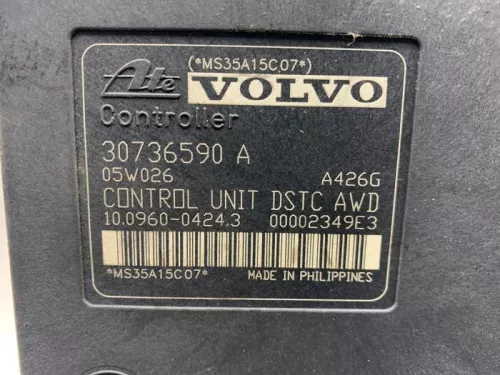 (*MS35A15C07*)
Ate VOLVO
Controller
30736590 A
05W026 A426G
CONTROL UNIT DSTC AWD
10.0960-0424.3 00002349E3
*MS35A15C07* MADE IN PHILIPPINES